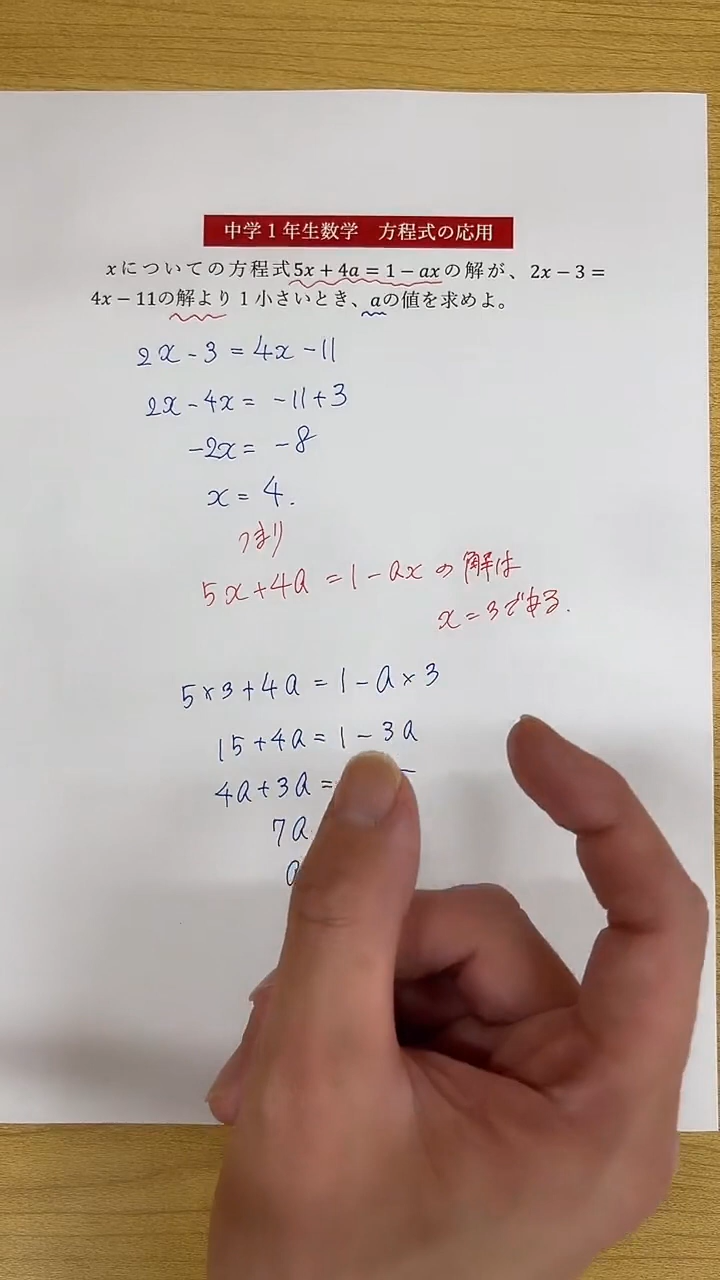 中学1年生数学　方程式の応用
xについての方程式5x+4a=1−axの解が、2x−3=
4x−11の解より1小さいとき、aの値を求めよ。
2x-3=4x-11
2x-4x=-11+3
-2x=-8
x=4.
つまり
5x+4a=1-axの解は
x=3である.
5×3+4a=1-a×3
15+4a=1-3a
4a+3a=
7a
a